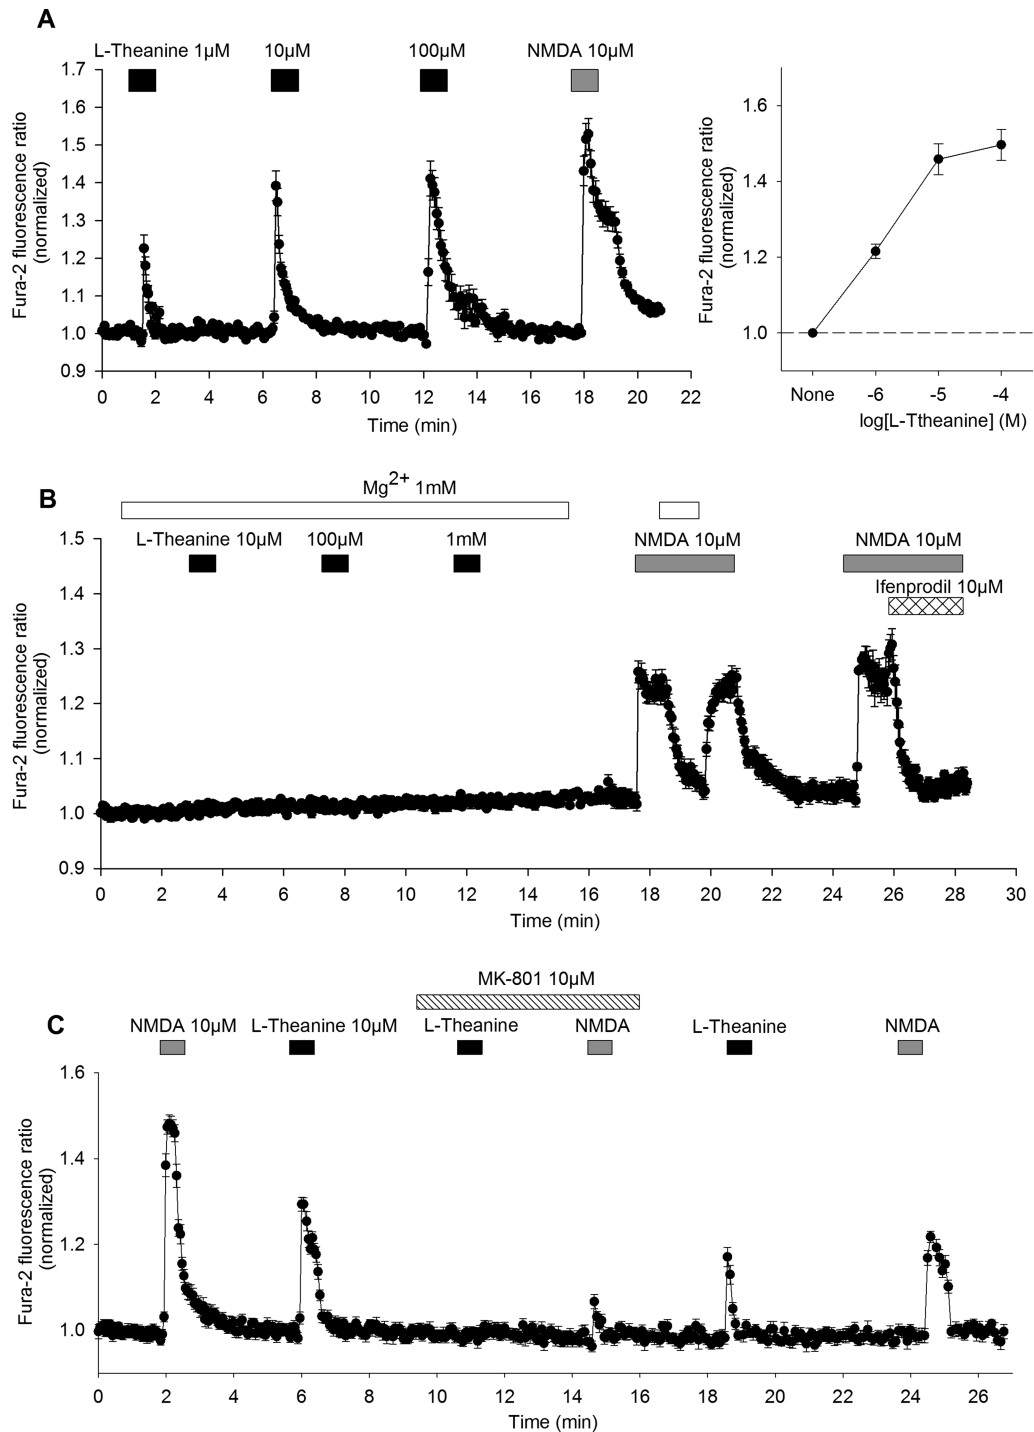 A
L-Theanine 1µM 10µM 100µM NMDA 10µM
1.7
1.6
1.5
1.4
1.3
1.2
1.1
1.0
0.9
Fura-2 fluorescence ratio
(normalized)
0 2 4 6 8 10 12 14 16 18 20 22
Time (min)
1.6
1.4
1.2
1.0
Fura-2 fluorescence ratio
(normalized)
None -6 -5 -4
log[L-Ttheanine] (M)
B
Mg2+ 1mM
L-Theanine 10µM 100µM 1mM NMDA 10µM NMDA 10µM
Ifenprodil 10µM
1.5
1.4
1.3
1.2
1.1
1.0
0.9
Fura-2 fluorescence ratio
(normalized)
0 2 4 6 8 10 12 14 16 18 20 22 24 26 28 30
Time (min)
MK-801 10µM
C
NMDA 10µM L-Theanine 10µM L-Theanine NMDA L-Theanine NMDA
1.6
1.4
1.2
1.0
Fura-2 fluorescence ratio
(normalized)
0 2 4 6 8 10 12 14 16 18 20 22 24 26
Time (min)